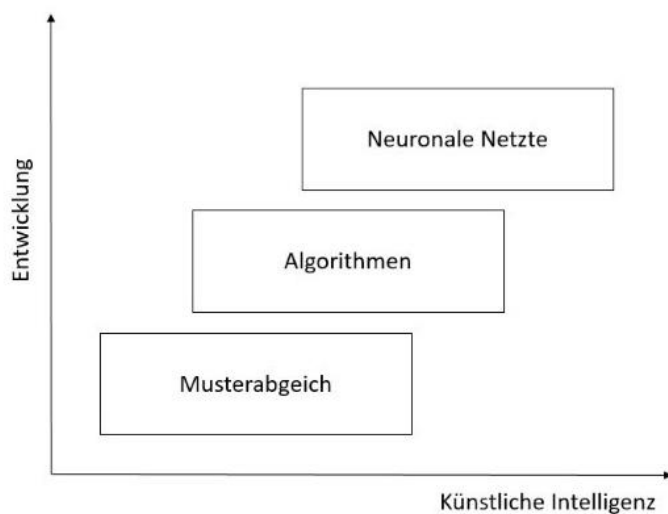 Entwicklung
Neuronale Netzte
Algorithmen
Musterabgeich
Künstliche Intelligenz